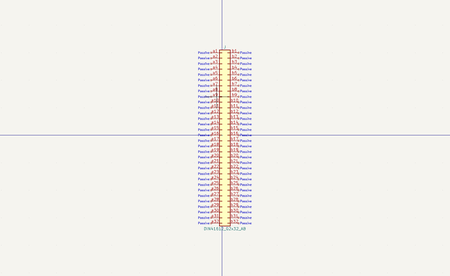 J
Passive a1 b1 Passive
Passive a2 b2 Passive
Passive a3 b3 Passive
Passive a4 b4 Passive
Passive a5 b5 Passive
Passive a6 b6 Passive
Passive a7 b7 Passive
Passive a8 b8 Passive
Passive a9 b9 Passive
Passive a10 b10 Passive
Passive a11 b11 Passive
Passive a12 b12 Passive
Passive a13 b13 Passive
Passive a14 b14 Passive
Passive a15 b15 Passive
Passive a16 b16 Passive
Passive a17 b17 Passive
Passive a18 b18 Passive
Passive a19 b19 Passive
Passive a20 b20 Passive
Passive a21 b21 Passive
Passive a22 b22 Passive
Passive a23 b23 Passive
Passive a24 b24 Passive
Passive a25 b25 Passive
Passive a26 b26 Passive
Passive a27 b27 Passive
Passive a28 b28 Passive
Passive a29 b29 Passive
Passive a30 b30 Passive
Passive a31 b31 Passive
Passive a32 b32 Passive
DIN41612_02x32_AB